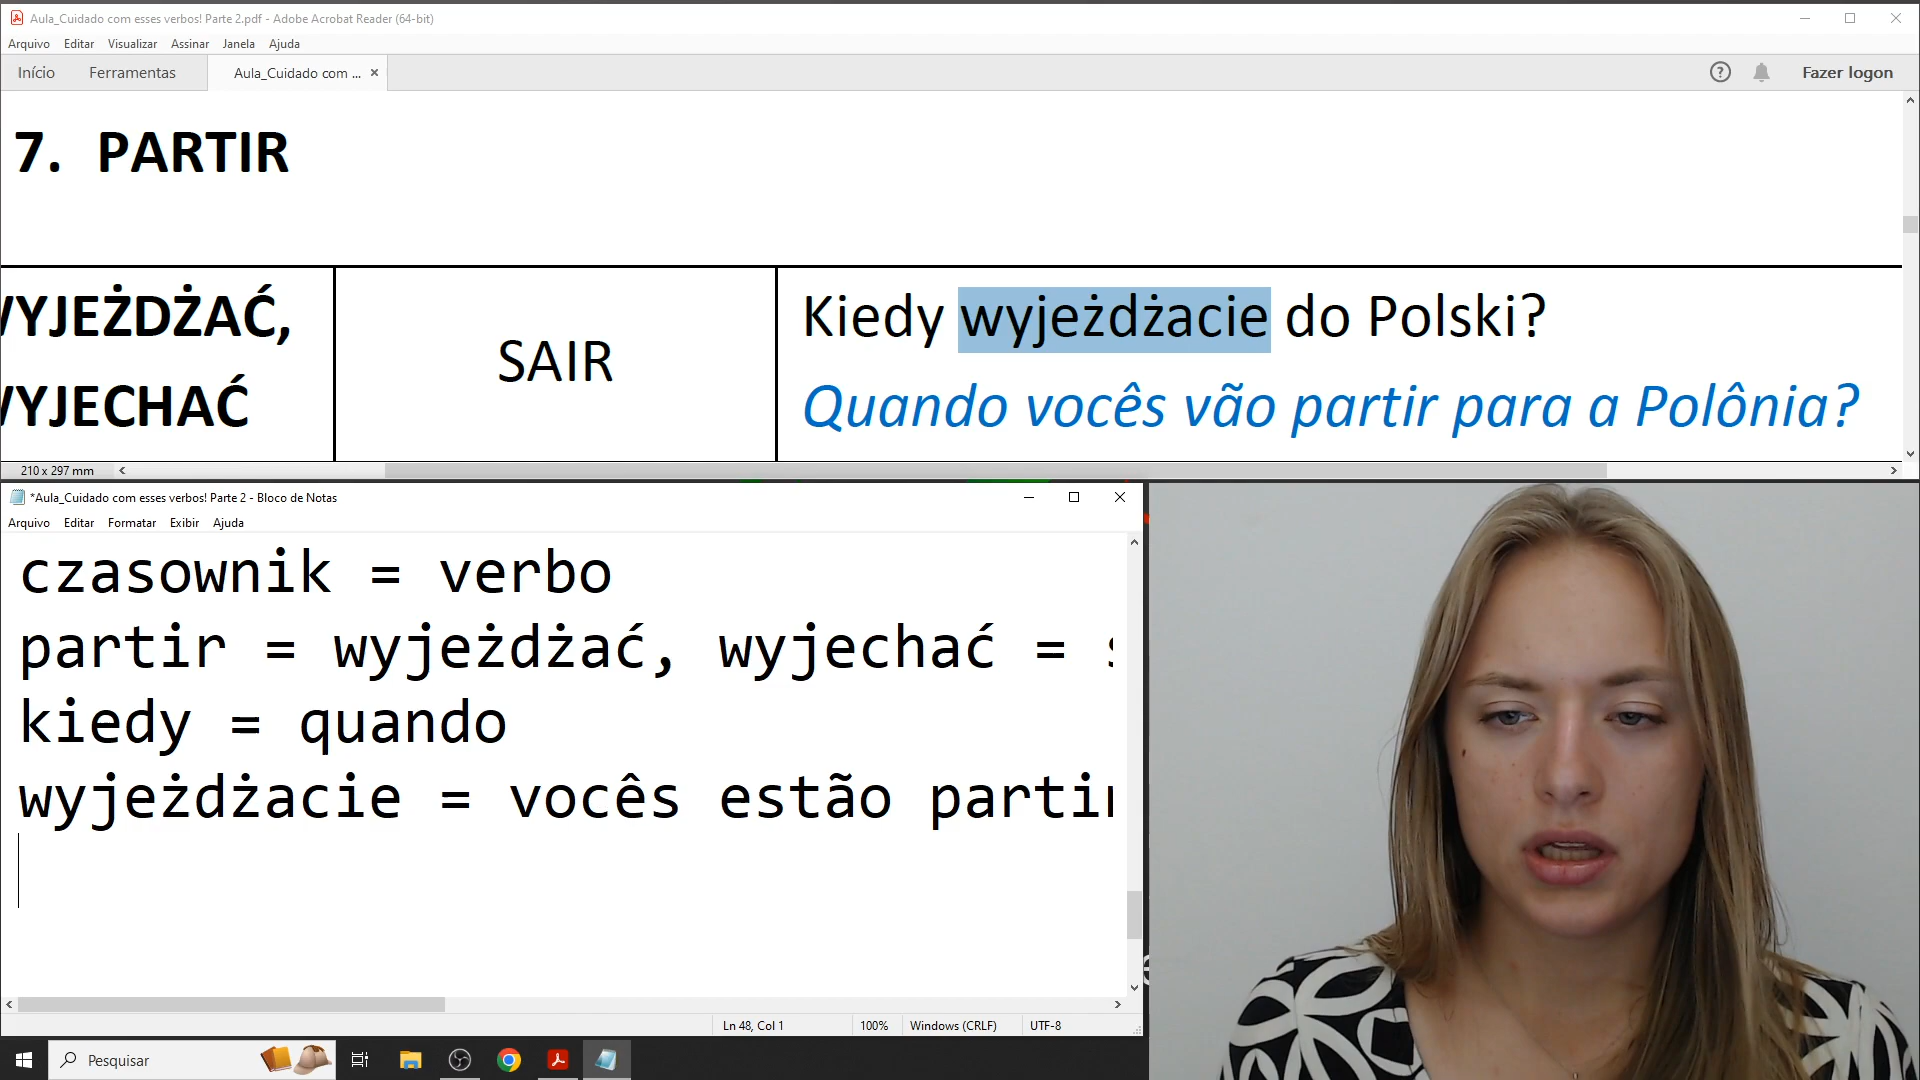 Aula_Cuidado com esses verbos! Parte 2.pdf - Adobe Acrobat Reader (64-bit)
Arquivo Editar Visualizar Assinar Janela Ajuda
Início Ferramentas Aula_Cuidado com ... × Fazer logon
7. PARTIR
WYJEŻDŻAĆ,
WYJECHAĆ
SAIR
Kiedy wyjeżdżacie do Polski?
Quando vocês vão partir para a Polônia?
210 x 297 mm
*Aula_Cuidado com esses verbos! Parte 2 - Bloco de Notas
Arquivo Editar Formatar Exibir Ajuda
czasownik = verbo
partir = wyjeżdżać, wyjechać =
kiedy = quando
wyjeżdżacie = vocês estão partin
Ln 48, Col 1 100% Windows (CRLF) UTF-8
Pesquisar